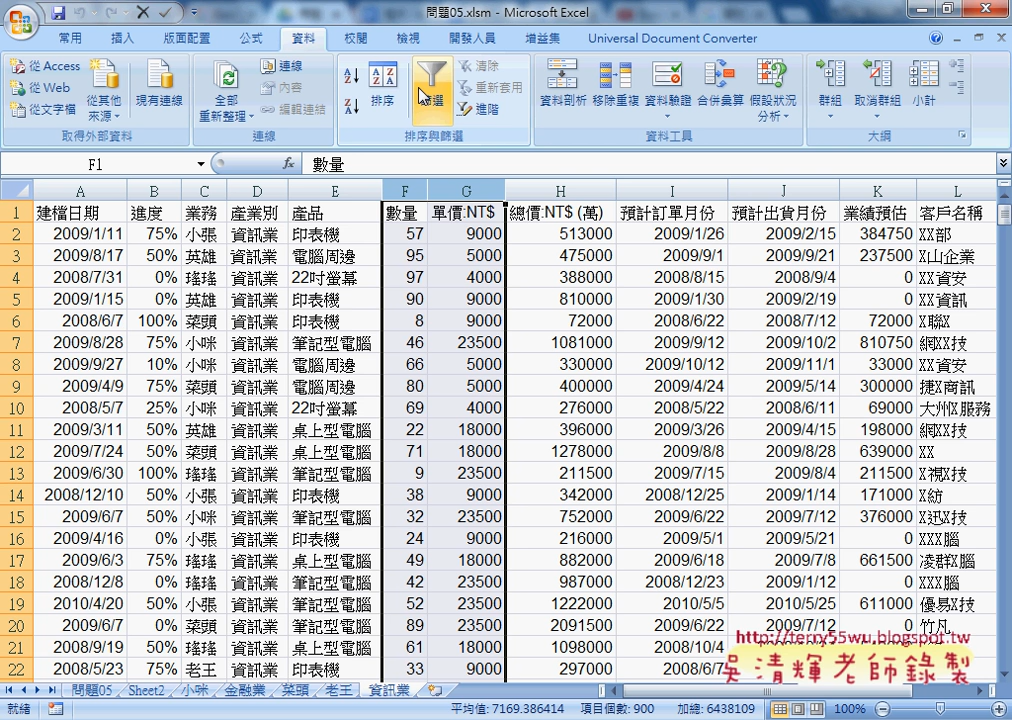 問題05.xlsm - Microsoft Excel
常用 插入 版面配置 公式 資料 校閱 檢視 開發人員 增益集 Universal Document Converter
從 Access 從 Web 從文字檔 從其他來源 現有連線 取得外部資料
全部重新整理 連線 內容 編輯連結 連線
排序 篩選 清除 重新套用 進階 排序與篩選
資料剖析 移除重複 資料驗證 合併彙算 假設狀況分析 資料工具
群組 取消群組 小計 大綱
F1 fx 數量
A B C D E F G H I J K L
1 建檔日期 進度 業務 產業別 產品 數量 單價:NT$ 總價:NT$ (萬) 預計訂單月份 預計出貨月份 業績預估 客戶名稱
2 2009/1/11 75% 小張 資訊業 印表機 57 9000 513000 2009/1/26 2009/2/15 384750 XX部
3 2009/8/17 50% 英雄 資訊業 電腦周邊 95 5000 475000 2009/9/1 2009/9/21 237500 X山企業
4 2008/7/31 0% 瑤瑤 資訊業 22吋螢幕 97 4000 388000 2008/8/15 2008/9/4 0 XX資安
5 2009/1/15 0% 英雄 資訊業 印表機 90 9000 810000 2009/1/30 2009/2/19 0 XX資訊
6 2008/6/7 100% 菜頭 資訊業 印表機 8 9000 72000 2008/6/22 2008/7/12 72000 X聯X
7 2009/8/28 75% 小咪 資訊業 筆記型電腦 46 23500 1081000 2009/9/12 2009/10/2 810750 網XX技
8 2009/9/27 10% 小咪 資訊業 電腦周邊 66 5000 330000 2009/10/12 2009/11/1 33000 XX資安
9 2009/4/9 75% 菜頭 資訊業 電腦周邊 80 5000 400000 2009/4/24 2009/5/14 300000 捷X商訊
10 2008/5/7 25% 小咪 資訊業 22吋螢幕 69 4000 276000 2008/5/22 2008/6/11 69000 大州X服務
11 2009/3/11 50% 英雄 資訊業 桌上型電腦 22 18000 396000 2009/3/26 2009/4/15 198000 網XX技
12 2009/7/24 50% 菜頭 資訊業 桌上型電腦 71 18000 1278000 2009/8/8 2009/8/28 639000 XX
13 2009/6/30 100% 瑤瑤 資訊業 筆記型電腦 9 23500 211500 2009/7/15 2009/8/4 211500 X視X技
14 2008/12/10 50% 小張 資訊業 印表機 38 9000 342000 2008/12/25 2009/1/14 171000 X紡
15 2009/6/7 50% 小咪 資訊業 筆記型電腦 32 23500 752000 2009/6/22 2009/7/12 376000 X迅X技
16 2009/4/16 0% 小張 資訊業 印表機 24 9000 216000 2009/5/1 2009/5/21 0 XXX腦
17 2009/6/3 75% 瑤瑤 資訊業 桌上型電腦 49 18000 882000 2009/6/18 2009/7/8 661500 凌群X腦
18 2008/12/8 0% 瑤瑤 資訊業 筆記型電腦 42 23500 987000 2008/12/23 2009/1/12 0 XXX腦
19 2010/4/20 50% 小張 資訊業 筆記型電腦 52 23500 1222000 2010/5/5 2010/5/25 611000 優易X技
20 2009/6/7 0% 菜頭 資訊業 筆記型電腦 89 23500 2091500 2009/6/22 2009/7/12 0 竹凡
21 2008/9/19 50% 瑤瑤 資訊業 桌上型電腦 61 18000 1098000 2008/10/4
22 2008/5/23 75% 老王 資訊業 印表機 33 9000 297000 2008/6/7
http://terry55wu.blogspot.tw
吳清輝老師錄製
問題05 Sheet2 小咪 金融業 菜頭 老王 資訊業
就緒 平均值: 7169.386414 項目個數: 900 加總: 6438109 100%